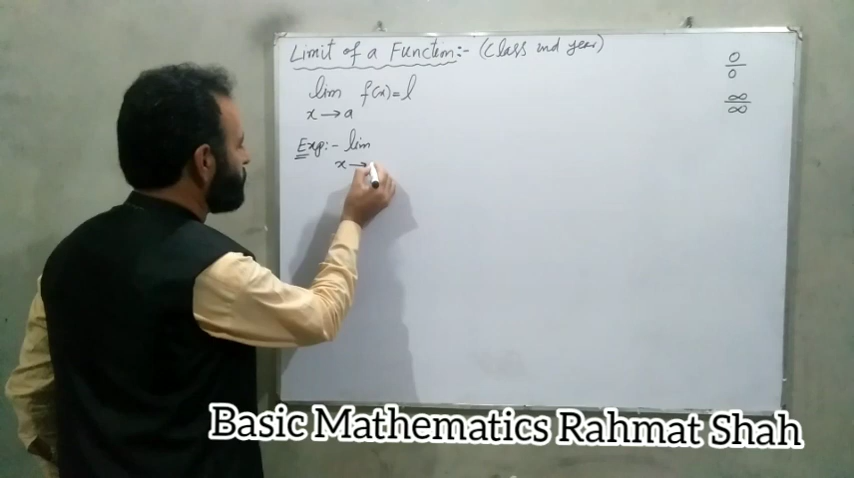 Limit of a Function:- (Class 2nd year)
lim f(x) = l
x → a
Exp:- lim
x →
0
0
∞
∞
Basic Mathematics Rahmat Shah